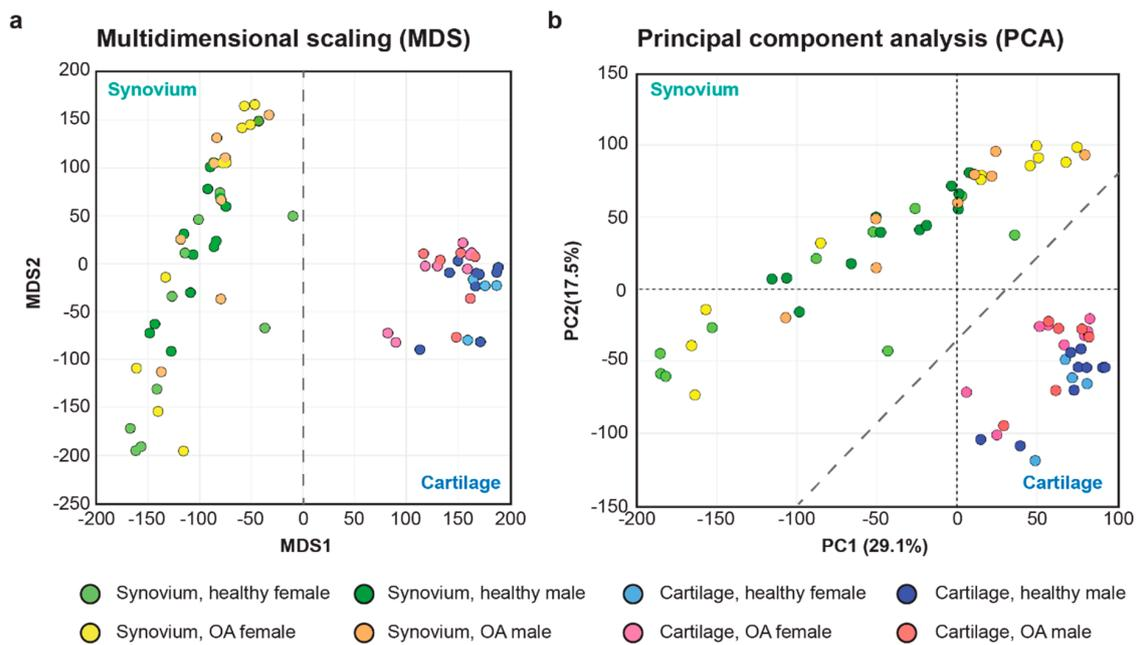 a
Multidimensional scaling (MDS)
200
150
100
50
0
-50
-100
-150
-200
-250
MDS2
Synovium
Cartilage
-200 -150 -100 -50 0 50 100 150 200
MDS1
b
Principal component analysis (PCA)
150
100
50
0
-50
-100
-150
PC2(17.5%)
Synovium
Cartilage
-200 -150 -100 -50 0 50 100
PC1 (29.1%)
Synovium, healthy female Synovium, healthy male Cartilage, healthy female Cartilage, healthy male
Synovium, OA female Synovium, OA male Cartilage, OA female Cartilage, OA male